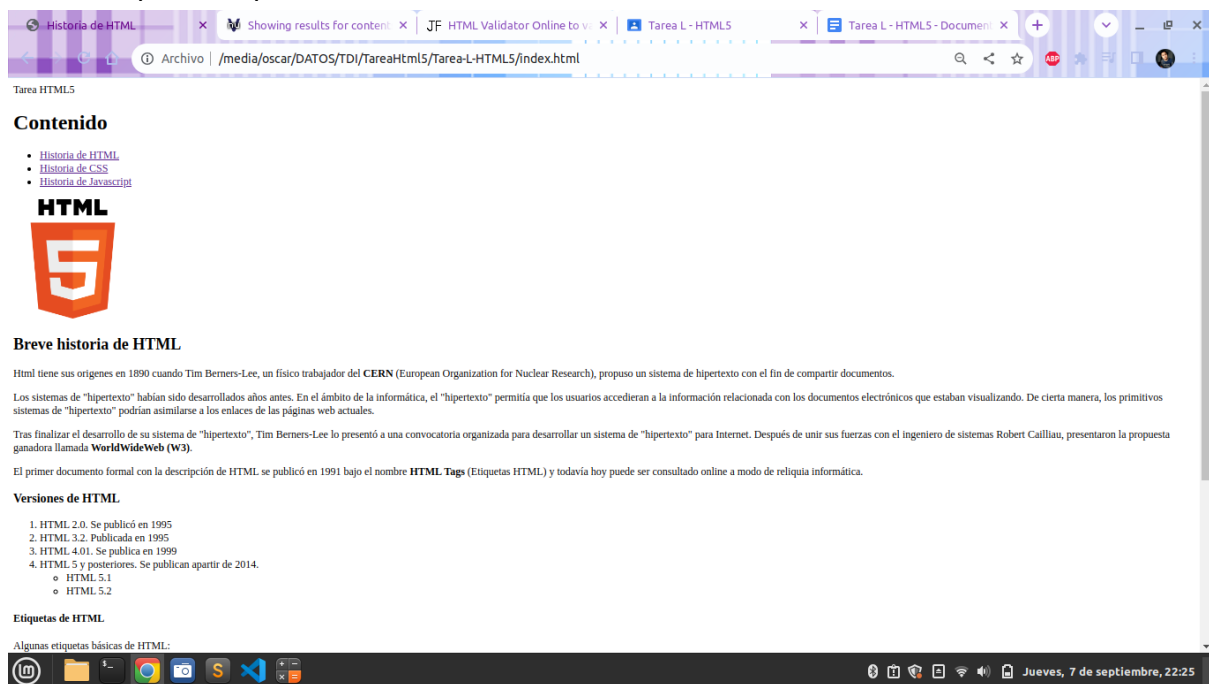 Historia de HTML
Showing results for content
HTML Validator Online to v
Tarea L - HTML5
Tarea L - HTML5 - Document
Archivo
/media/oscar/DATOS/TDI/TareaHtml5/Tarea-L-HTML5/index.html
ABP
Tarea HTML5
Contenido
Historia de HTML
Historia de CSS
Historia de Javascript
HTML
5
Breve historia de HTML
Html tiene sus origenes en 1890 cuando Tim Berners-Lee, un físico trabajador del CERN (European Organization for Nuclear Research), propuso un sistema de hipertexto con el fin de compartir documentos.
Los sistemas de "hipertexto" habían sido desarrollados años antes. En el ámbito de la informática, el "hipertexto" permitía que los usuarios accedieran a la información relacionada con los documentos electrónicos que estaban visualizando. De cierta manera, los primitivos
sistemas de "hipertexto" podrían asimilarse a los enlaces de las páginas web actuales.
Tras finalizar el desarrollo de su sistema de "hipertexto", Tim Berners-Lee lo presentó a una convocatoria organizada para desarrollar un sistema de "hipertexto" para Internet. Después de unir sus fuerzas con el ingeniero de sistemas Robert Cailliau, presentaron la propuesta
ganadora llamada WorldWideWeb (W3).
El primer documento formal con la descripción de HTML se publicó en 1991 bajo el nombre HTML Tags (Etiquetas HTML) y todavía hoy puede ser consultado online a modo de reliquia informática.
Versiones de HTML
1. HTML 2.0. Se publicó en 1995
2. HTML 3.2. Publicada en 1995
3. HTML 4.01. Se publica en 1999
4. HTML 5 y posteriores. Se publican apartir de 2014.
HTML 5.1
HTML 5.2
Etiquetas de HTML
Algunas etiquetas básicas de HTML:
Jueves, 7 de septiembre, 22:25